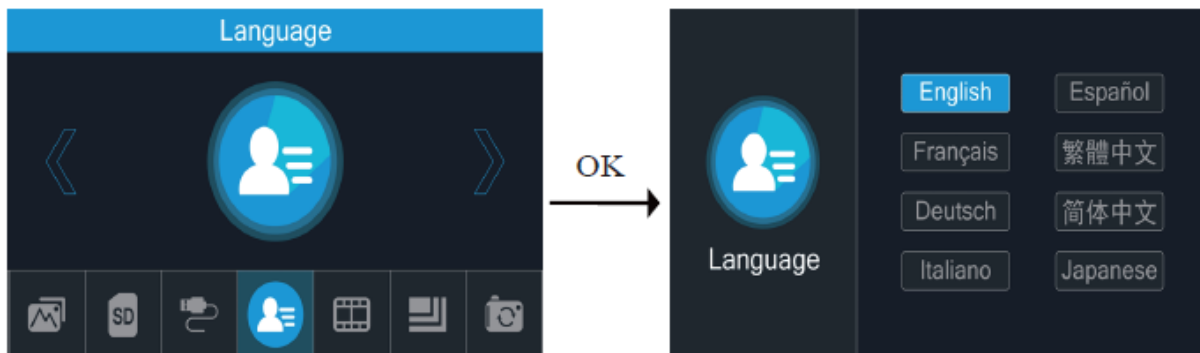 Language
SD
OK
Language
English
Español
Français
繁體中文
Deutsch
简体中文
Italiano
Japanese